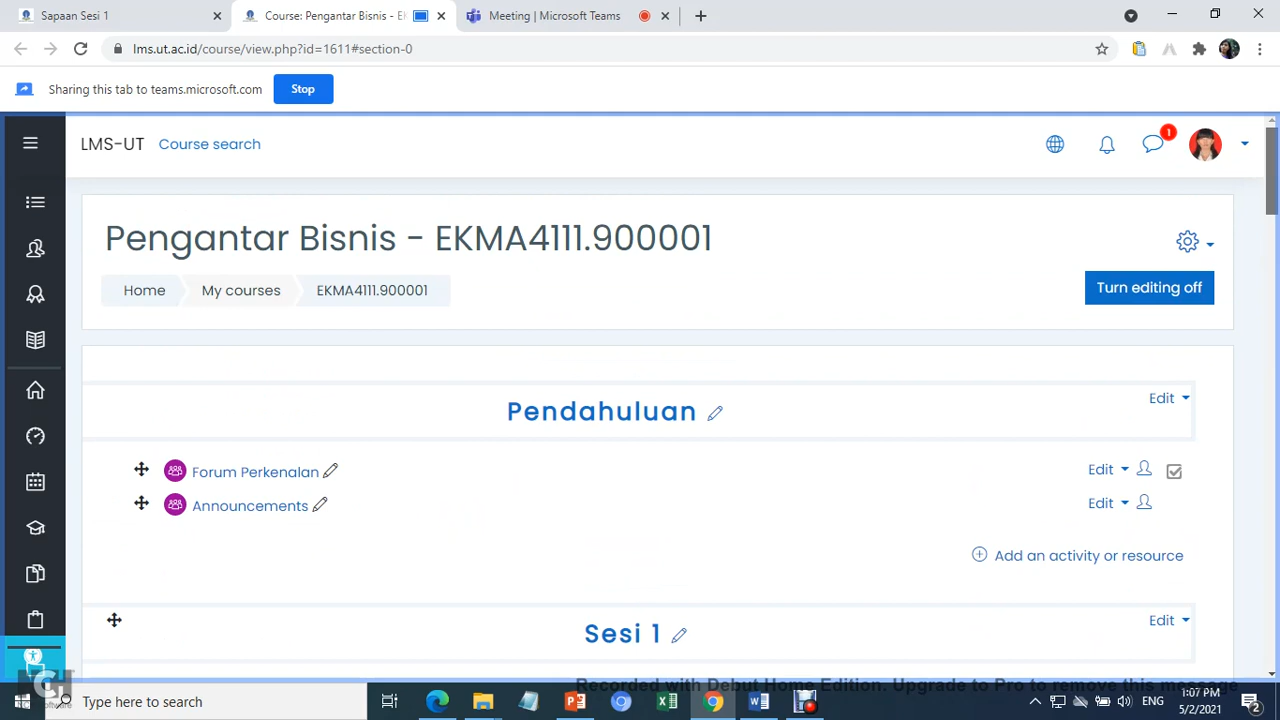 Sapaan Sesi 1
Course: Pengantar Bisnis - E
Meeting | Microsoft Teams
lms.ut.ac.id/course/view.php?id=1611#section-0
Sharing this tab to teams.microsoft.com
Stop
LMS-UT
Course search
1
Pengantar Bisnis - EKMA4111.900001
Home
My courses
EKMA4111.900001
Turn editing off
Pendahuluan
Edit
Forum Perkenalan
Edit
Announcements
Edit
Add an activity or resource
Sesi 1
Edit
Recorded with Debut Home Edition. Upgrade to Pro to remove this message
Type here to search
ENG
1:07 PM
5/2/2021
2